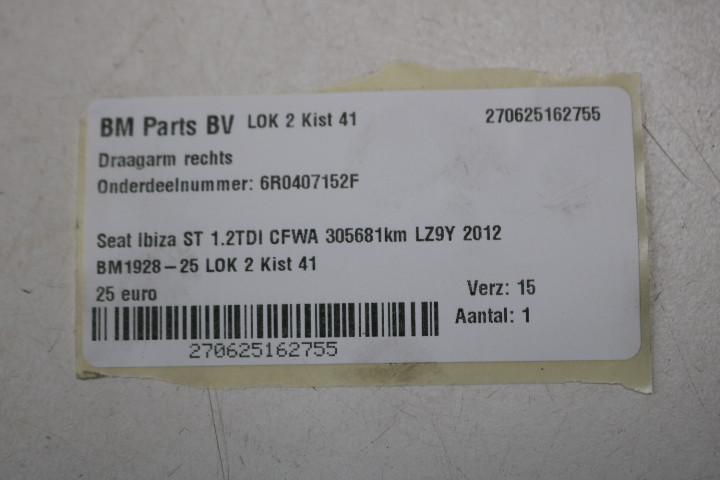 BM Parts BV LOK 2 Kist 41 270625162755
Draagarm rechts
Onderdeelnummer: 6R0407152F
Seat Ibiza ST 1.2TDI CFWA 305681km LZ9Y 2012
BM1928-25 LOK 2 Kist 41
25 euro Verz: 15
Aantal: 1
270625162755